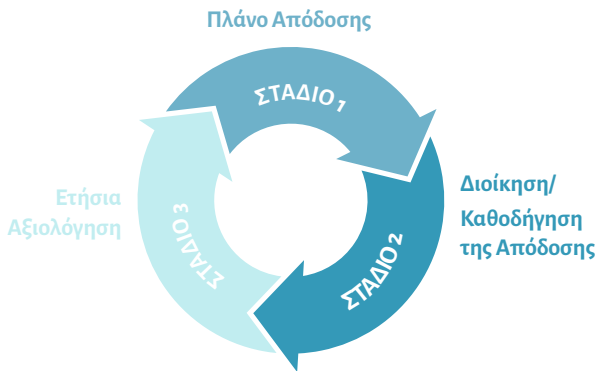 Πλάνο Απόδοσης
ΣΤΑΔΙΟ 1
Διοίκηση/
Καθοδήγηση
της Απόδοσης
ΣΤΑΔΙΟ 2
Ετήσια
Αξιολόγηση
ΣΤΑΔΙΟ 3